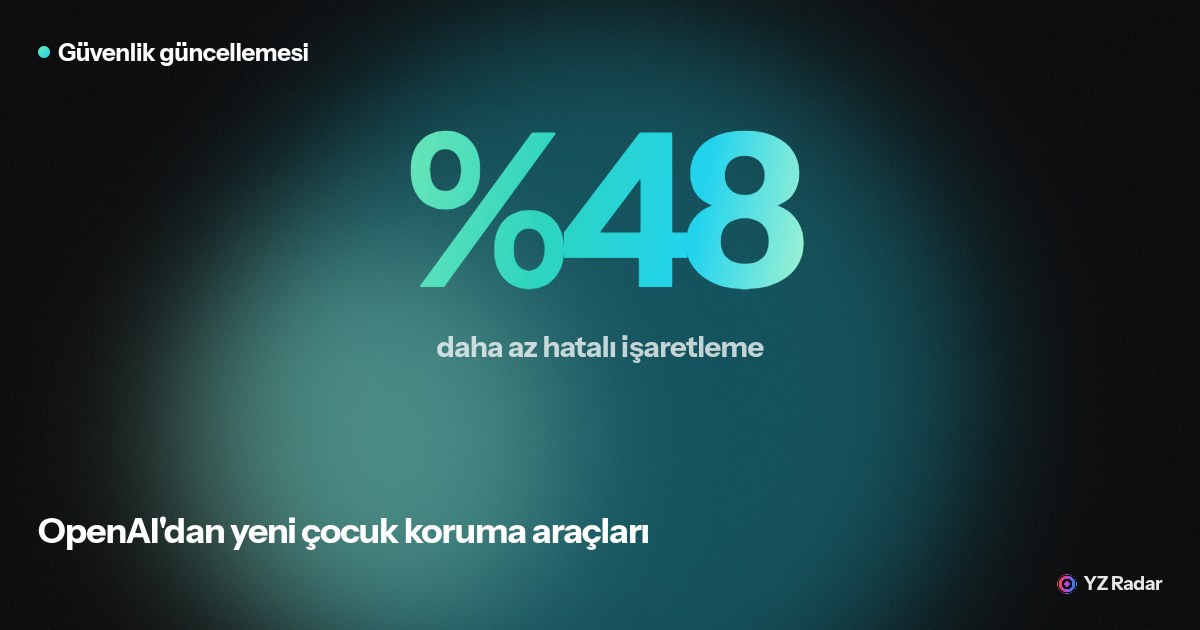 Güvenlik güncellemesi
%48
daha az hatalı işaretleme
OpenAI'dan yeni çocuk koruma araçları
YZ Radar